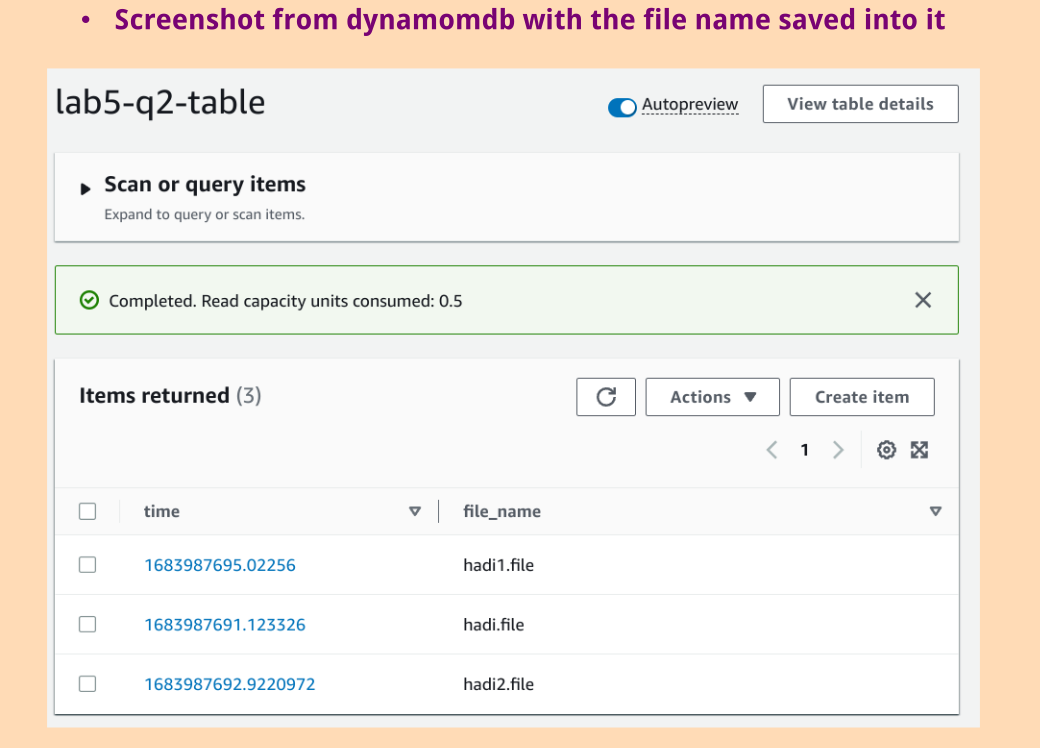 • Screenshot from dynamomdb with the file name saved into it
lab5-q2-table
Autopreview
View table details
Scan or query items
Expand to query or scan items.
Completed. Read capacity units consumed: 0.5
Items returned (3)
Actions
Create item
1
time file_name
1683987695.02256 hadi1.file
1683987691.123326 hadi.file
1683987692.9220972 hadi2.file